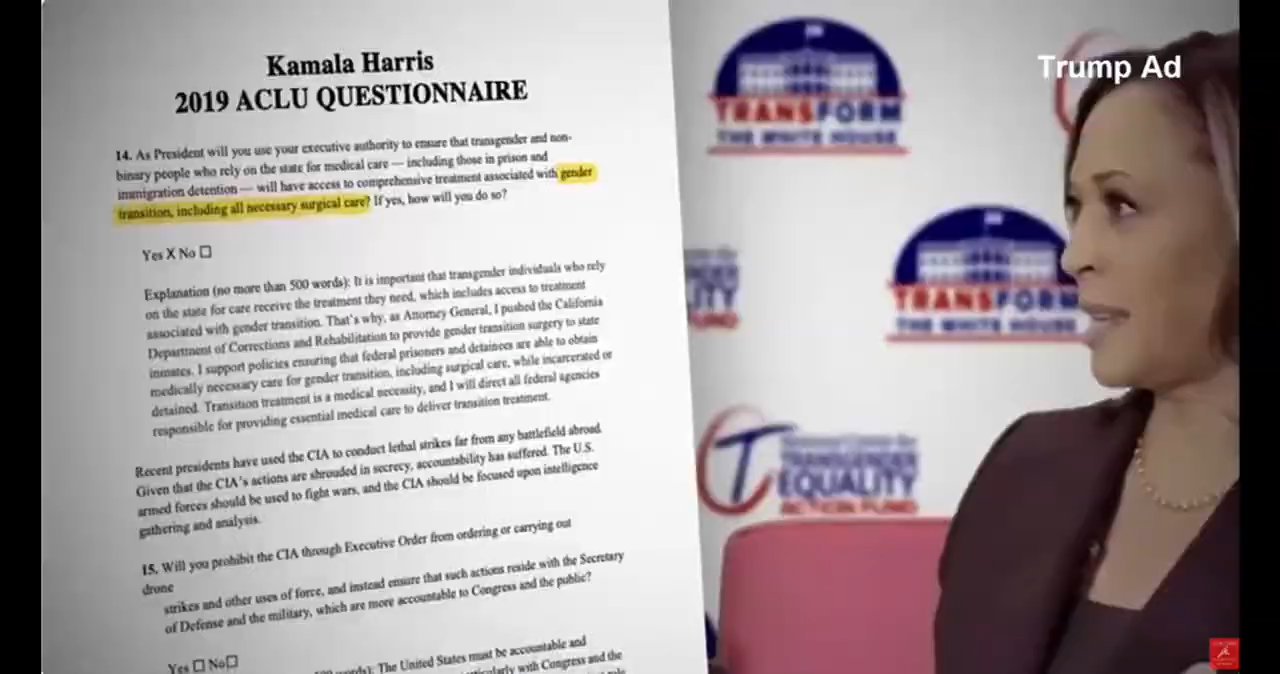 Kamala Harris
2019 ACLU QUESTIONNAIRE
14. As President will you use your executive authority to ensure that transgender and non-
binary people who rely on the state for medical care — including those in prison and
immigration detention — will have access to comprehensive treatment associated with gender
transition, including all necessary surgical care? If yes, how will you do so?
Yes X No ☐
Explanation (no more than 500 words): It is important that transgender individuals who rely
on the state for care receive the treatment they need, which includes access to treatment
associated with gender transition. That's why, as Attorney General, I pushed the California
Department of Corrections and Rehabilitation to provide gender transition surgery to state
inmates. I support policies ensuring that federal prisoners and detainees are able to obtain
medically necessary care for gender transition, including surgical care, while incarcerated or
detained. Transition treatment is a medical necessity, and I will direct all federal agencies
responsible for providing essential medical care to deliver transition treatment.
Recent presidents have used the CIA to conduct lethal strikes far from any battlefield abroad.
Given that the CIA's actions are shrouded in secrecy, accountability has suffered. The U.S.
armed forces should be used to fight wars, and the CIA should be focused upon intelligence
gathering and analysis.
15. Will you prohibit the CIA through Executive Order from ordering or carrying out
drone
strikes and other uses of force, and instead ensure that such actions reside with the Secretary
of Defense and the military, which are more accountable to Congress and the public?
Yes ☐ No☐
words): The United States must be accountable and
with Congress and the
Trump Ad
TRANSFORM
THE WHITE HOUSE
TRANSFORM
THE WHITE HOUSE
TRANSGENDER
EQUALITY
ACTION FUND